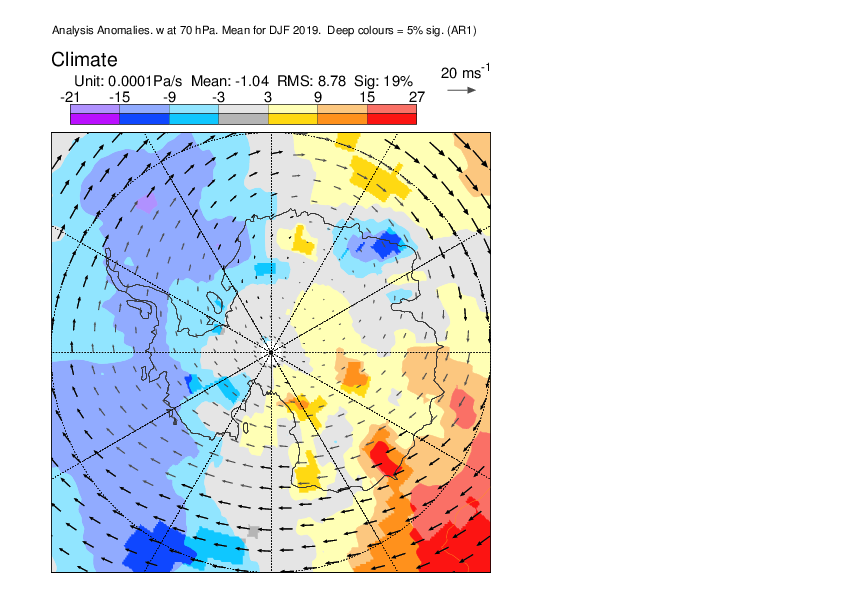 Analysis Anomalies. w at 70 hPa. Mean for DJF 2019. Deep colours = 5% sig. (AR1)
Climate
Unit: 0.0001Pa/s Mean: -1.04 RMS: 8.78 Sig: 19%
20 ms-1
-21 -15 -9 -3 3 9 15 27